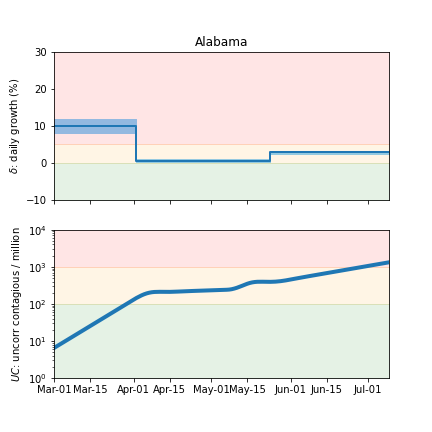 Alabama
δ: daily growth (%)
30
20
10
0
−10
UC: uncorr contagious / million
10⁴
10³
10²
10¹
10⁰
Mar-01 Mar-15 Apr-01 Apr-15 May-01 May-15 Jun-01 Jun-15 Jul-01